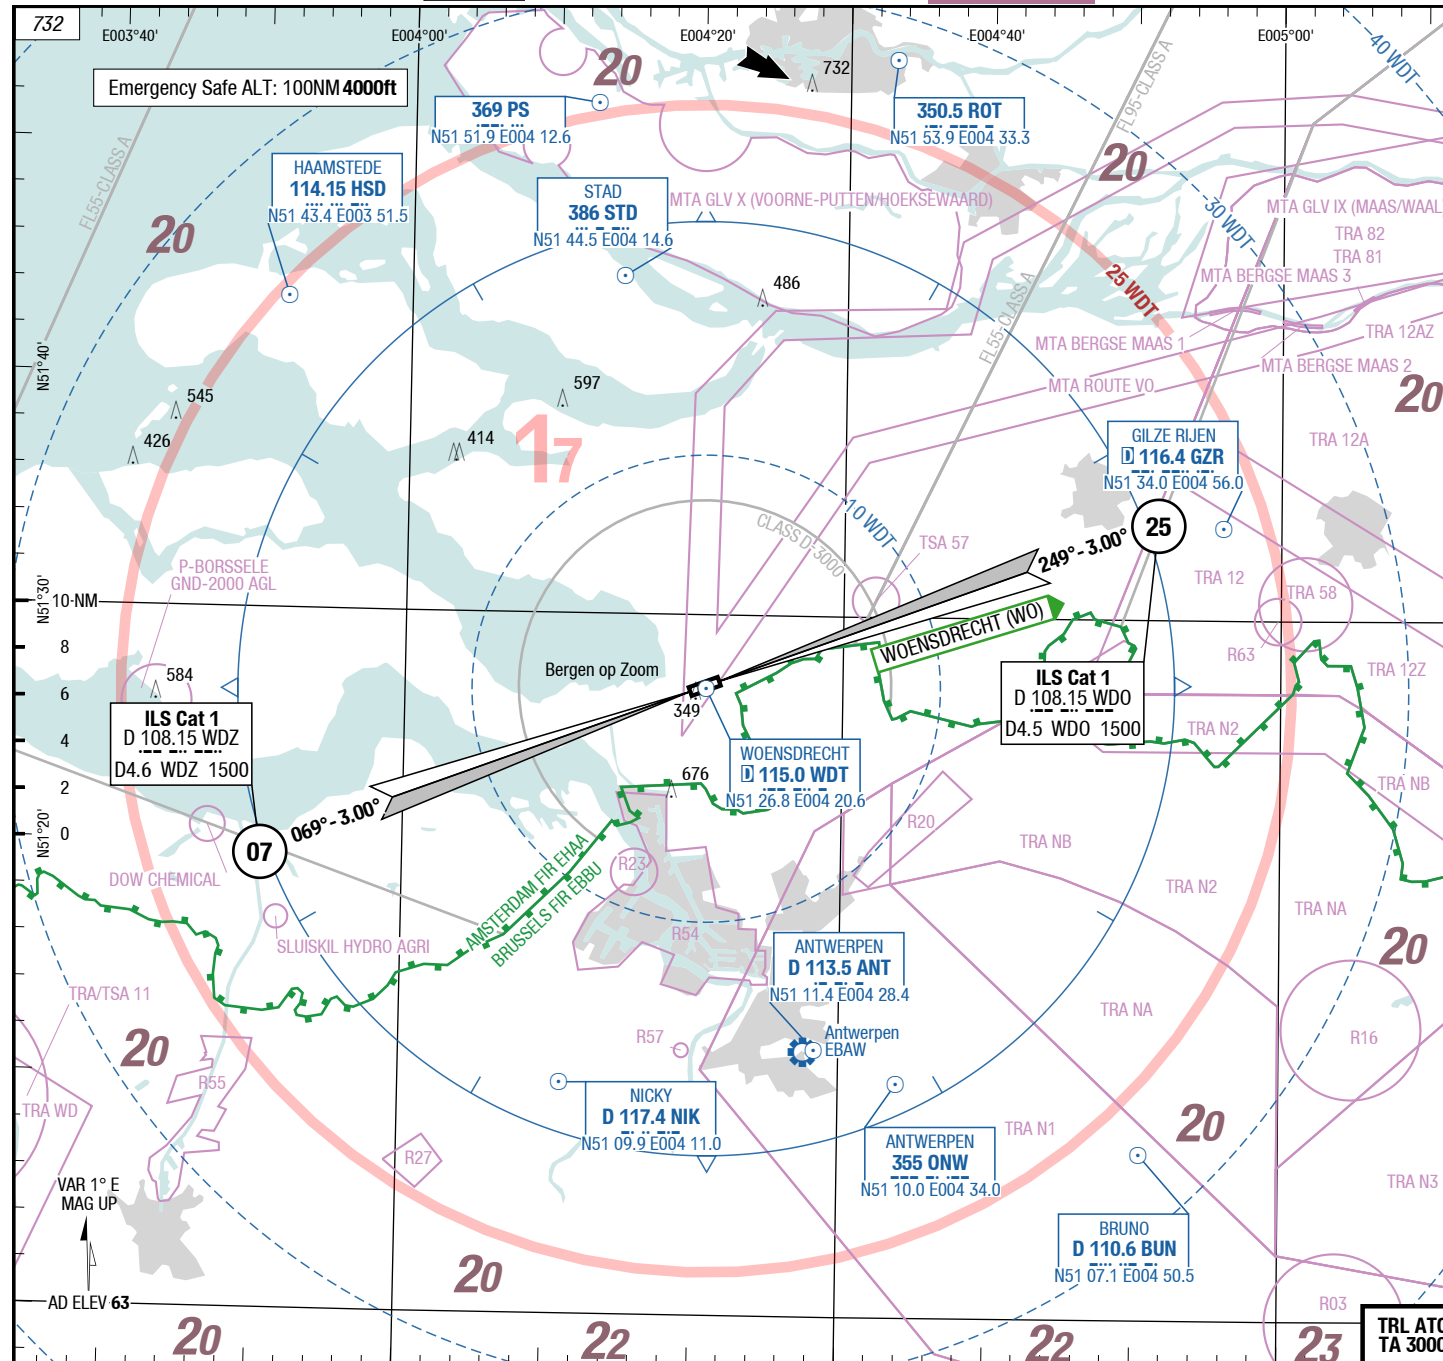 732
E003°40'
E004°00'
E004°20'
E004°40'
E005°00'
Emergency Safe ALT: 100NM 4000ft
20
732
40 WDT
FL55-CLASS A
FL95-CLASS A
369 PS
N51 51.9 E004 12.6
350.5 ROT
N51 53.9 E004 33.3
20
HAAMSTEDE
114.15 HSD
N51 43.4 E003 51.5
STAD
386 STD
N51 44.5 E004 14.6
MTA GLV X (VOORNE-PUTTEN/HOEKSEWAARD)
MTA GLV IX (MAAS/WAAL
20
30 WDT
TRA 82
TRA 81
MTA BERGSE MAAS 3
25 WDT
486
FL55-CLASS A
TRA 12AZ
MTA BERGSE MAAS 1
MTA BERGSE MAAS 2
N51°40'
MTA ROUTE VO
20
545
597
426
414
17
TRA 12A
GILZE RIJEN
D 116.4 GZR
N51 34.0 E004 56.0
10 WDT
CLASS D-3000
25
249°-3.00°
TSA 57
P-BORSSELE
GND-2000 AGL
TRA 12
TRA 58
N51°30'
10-NM
8
6
4
2
0
WOENSDRECHT (WO)
R63
Bergen op Zoom
TRA 12Z
584
349
ILS Cat 1
D 108.15 WDO
D4.5 WDO 1500
ILS Cat 1
D 108.15 WDZ
D4.6 WDZ 1500
TRA N2
WOENSDRECHT
D 115.0 WDT
N51 26.8 E004 20.6
676
TRA NB
N51°20'
069°-3.00°
07
R20
TRA NB
R23
DOW CHEMICAL
AMSTERDAM FIR EHAA
BRUSSELS FIR EBBU
TRA N2
TRA NA
R54
SLUISKIL HYDRO AGRI
ANTWERPEN
D 113.5 ANT
N51 11.4 E004 28.4
20
TRA/TSA 11
TRA NA
20
R57
Antwerpen
EBAW
R16
R55
TRA WD
NICKY
D 117.4 NIK
N51 09.9 E004 11.0
TRA N1
20
R27
ANTWERPEN
355 ONW
N51 10.0 E004 34.0
TRA N3
VAR 1° E
MAG UP
BRUNO
D 110.6 BUN
N51 07.1 E004 50.5
20
AD ELEV 63
R03
20
22
22
23
TRL ATC
TA 3000